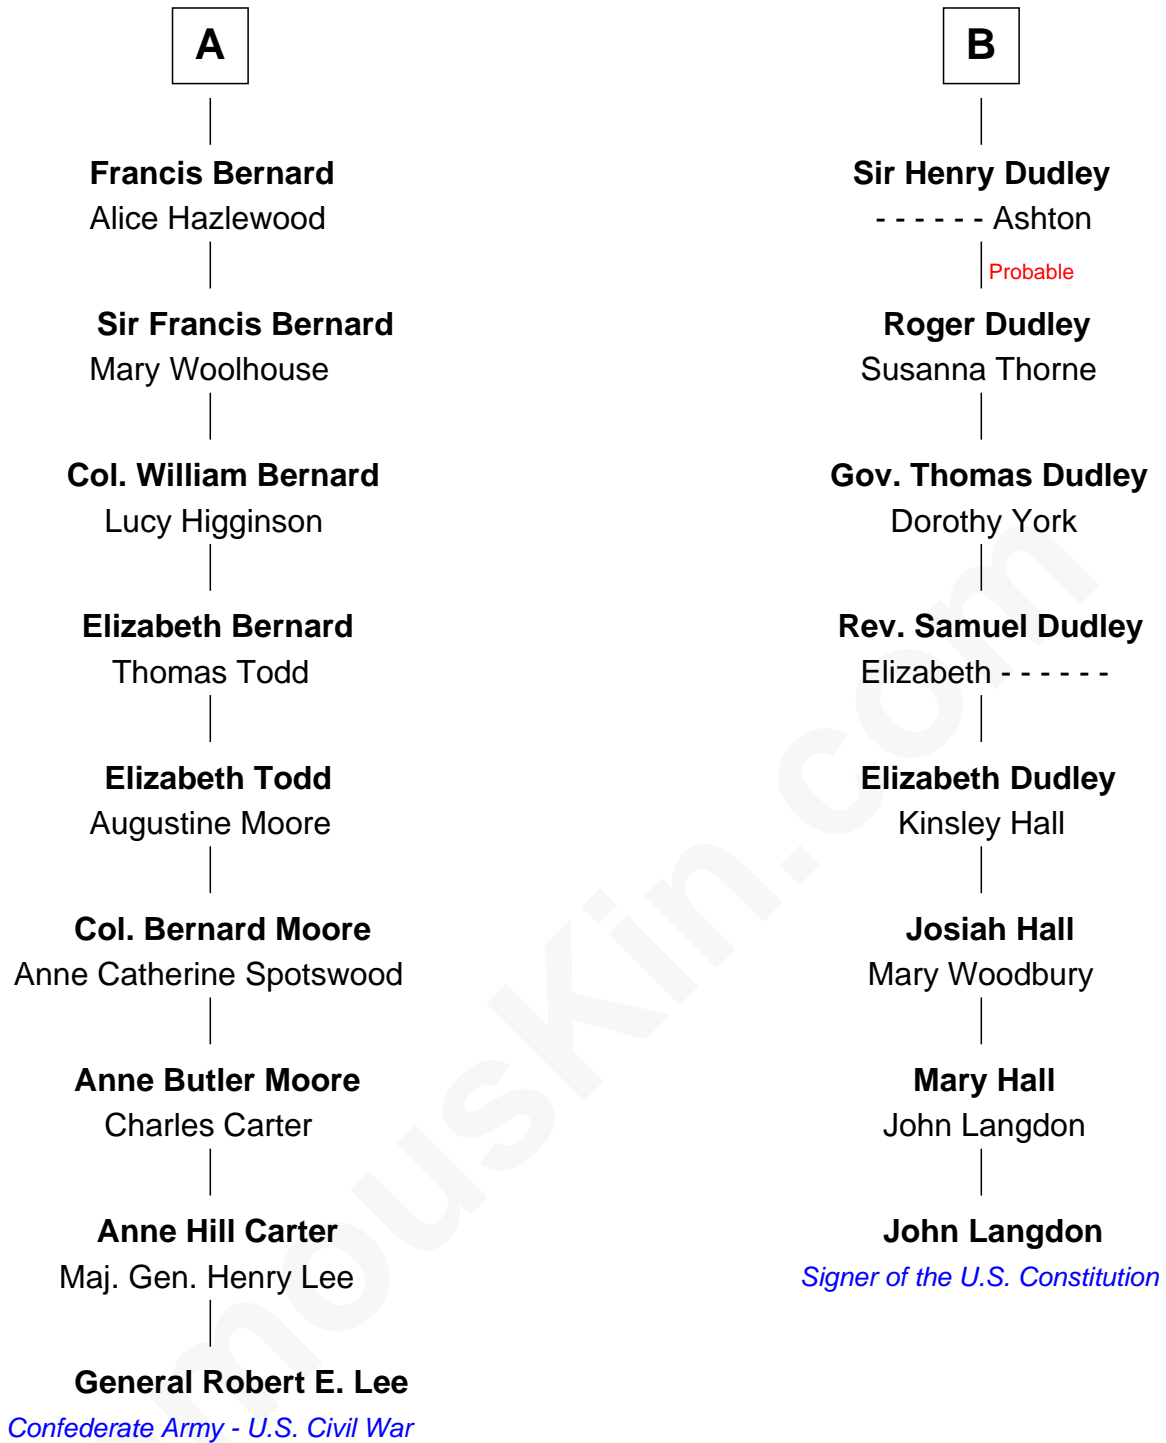 A
Francis Bernard
Alice Hazlewood
Sir Francis Bernard
Mary Woolhouse
Col. William Bernard
Lucy Higginson
Elizabeth Bernard
Thomas Todd
Elizabeth Todd
Augustine Moore
Col. Bernard Moore
Anne Catherine Spotswood
Anne Butler Moore
Charles Carter
Anne Hill Carter
Maj. Gen. Henry Lee
General Robert E. Lee
Confederate Army - U.S. Civil War
B
Sir Henry Dudley
- - - - - - Ashton
Probable
Roger Dudley
Susanna Thorne
Gov. Thomas Dudley
Dorothy York
Rev. Samuel Dudley
Elizabeth - - - - - -
Elizabeth Dudley
Kinsley Hall
Josiah Hall
Mary Woodbury
Mary Hall
John Langdon
John Langdon
Signer of the U.S. Constitution
mousKin.com